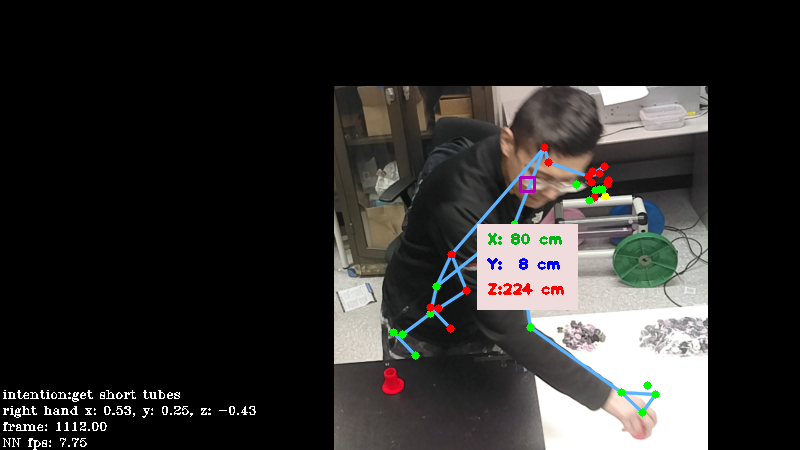 X: 80 cm
Y: 8 cm
Z:224 cm
intention:get short tubes
right hand x: 0.53, y: 0.25, z: −0.43
frame: 1112.00
NN fps: 7.75